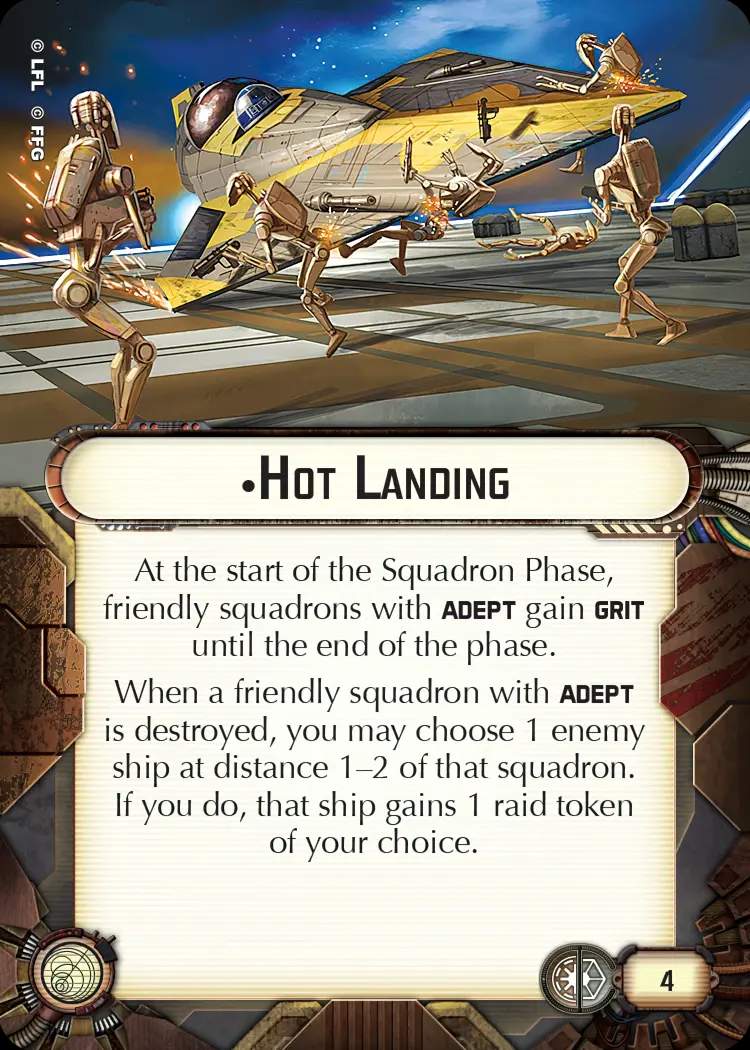 © LFL © FFG
•Hot Landing
At the start of the Squadron Phase,
friendly squadrons with ADEPT gain GRIT
until the end of the phase.
When a friendly squadron with ADEPT
is destroyed, you may choose 1 enemy
ship at distance 1–2 of that squadron.
If you do, that ship gains 1 raid token
of your choice.
4